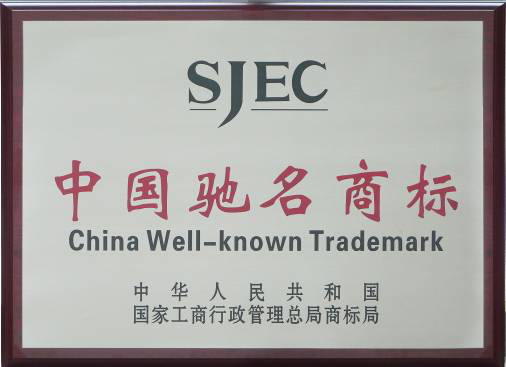 SJEC
中国驰名商标
China Well-known Trademark
中华人民共和国
国家工商行政管理总局商标局